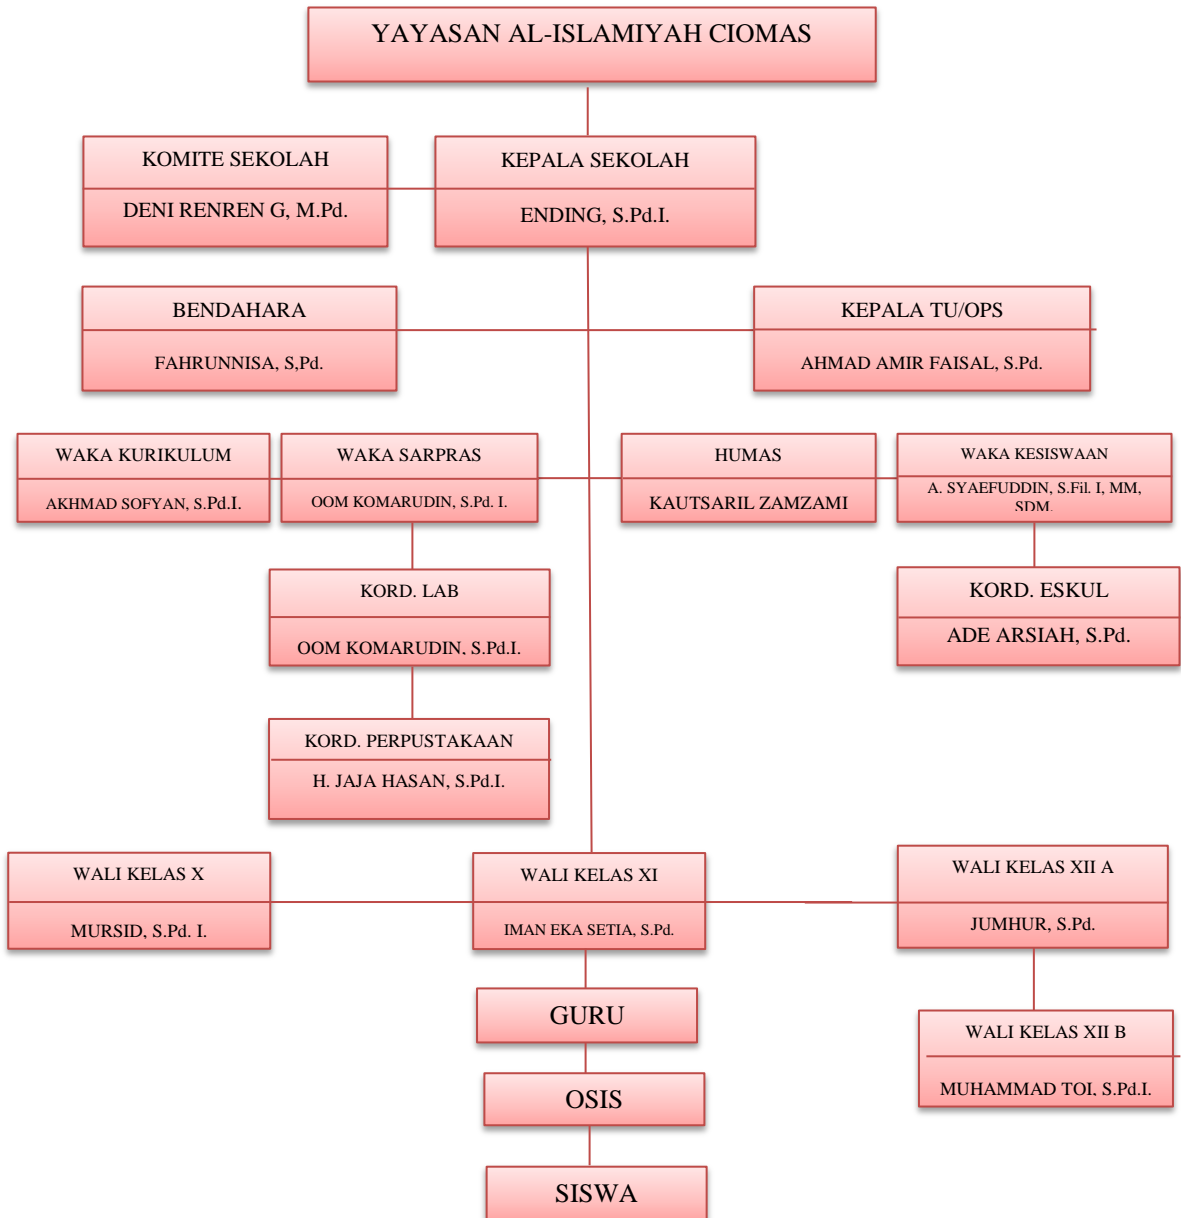 YAYASAN AL-ISLAMIYAH CIOMAS
KOMITE SEKOLAH
DENI RENREN G, M.Pd.
KEPALA SEKOLAH
ENDING, S.Pd.I.
BENDAHARA
FAHRUNNISA, S,Pd.
KEPALA TU/OPS
AHMAD AMIR FAISAL, S.Pd.
WAKA KURIKULUM
AKHMAD SOFYAN, S.Pd.I.
WAKA SARPRAS
OOM KOMARUDIN, S.Pd. I.
HUMAS
KAUTSARIL ZAMZAMI
WAKA KESISWAAN
A. SYAEFUDDIN, S.Fil. I, MM,
SDM.
KORD. LAB
OOM KOMARUDIN, S.Pd.I.
KORD. ESKUL
ADE ARSIAH, S.Pd.
KORD. PERPUSTAKAAN
H. JAJA HASAN, S.Pd.I.
WALI KELAS X
MURSID, S.Pd. I.
WALI KELAS XI
IMAN EKA SETIA, S.Pd.
WALI KELAS XII A
JUMHUR, S.Pd.
GURU
WALI KELAS XII B
MUHAMMAD TOI, S.Pd.I.
OSIS
SISWA